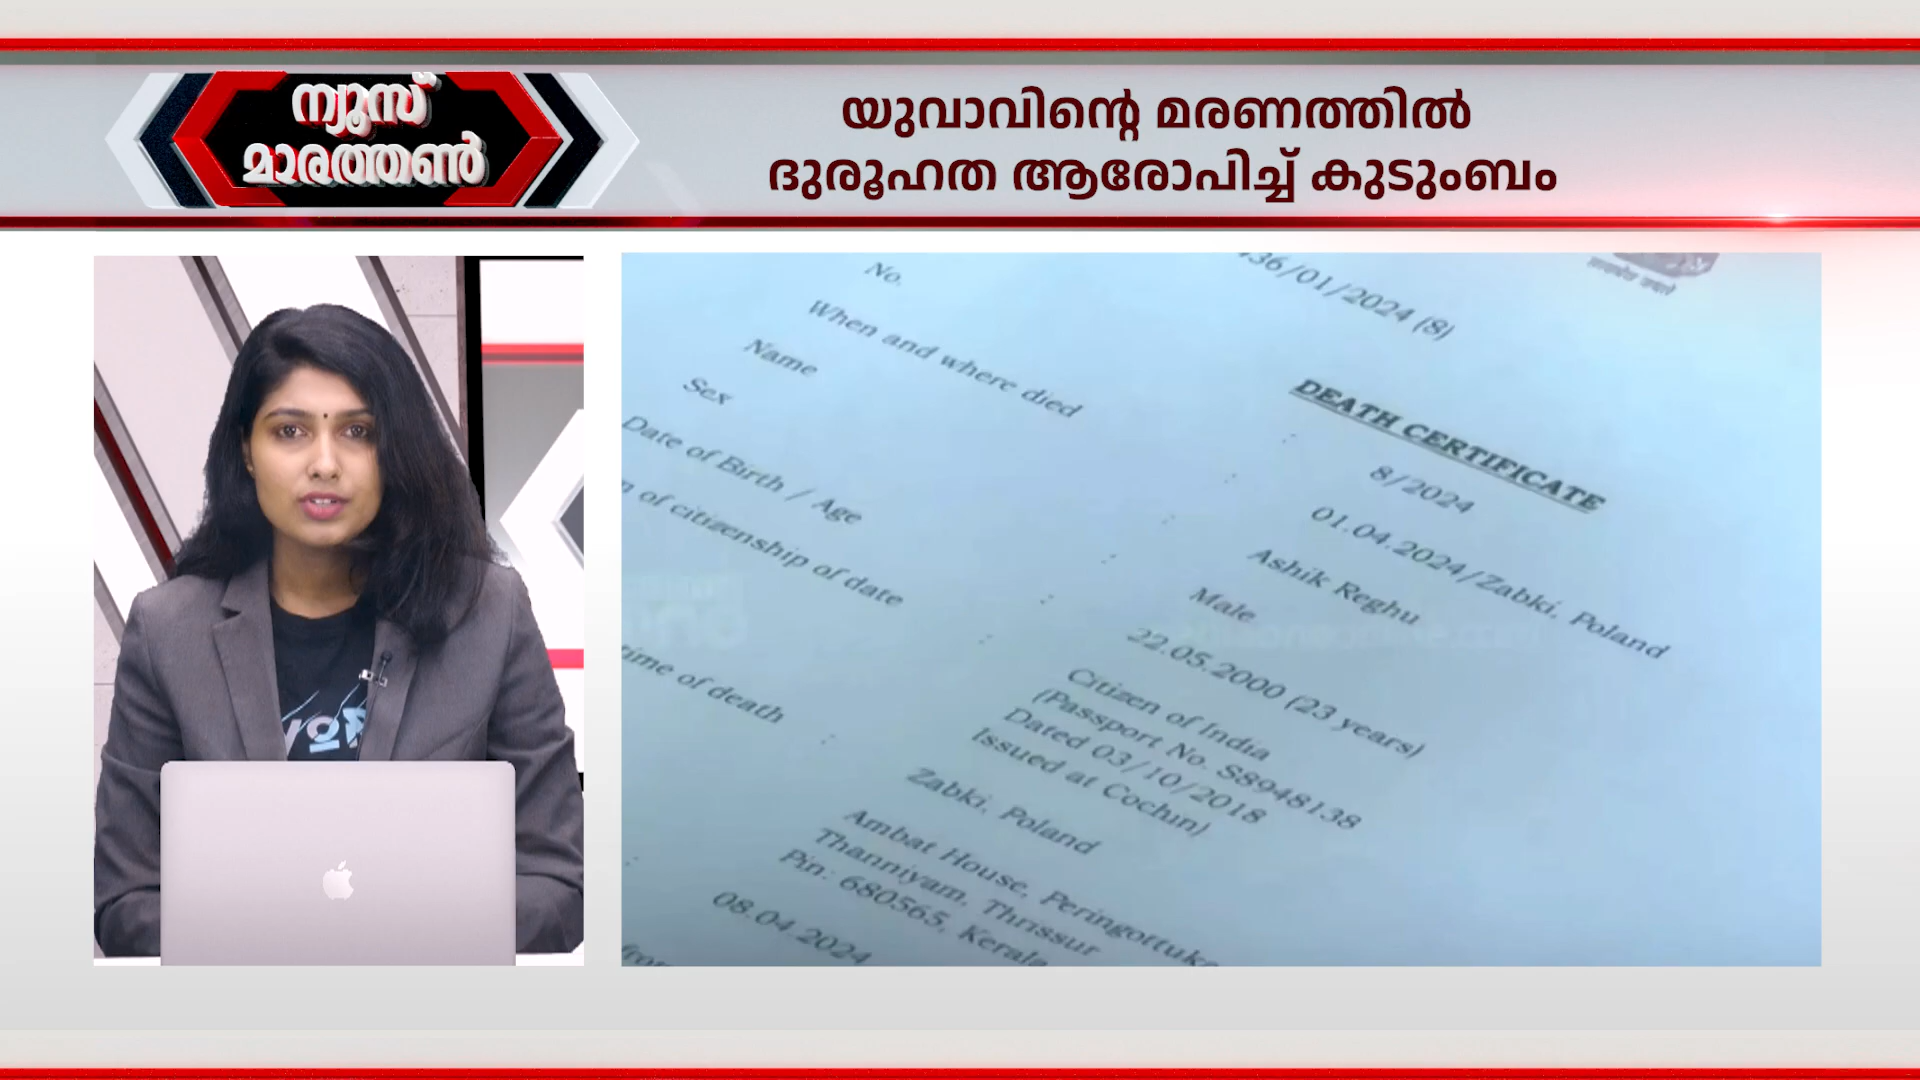 ന്യൂസ്
മാരത്തൺ
യുവാവിന്റെ മരണത്തിൽ
ദുരൂഹത ആരോപിച്ച് കുടുംബം
36/01/2024 (8)
DEATH CERTIFICATE
No.
8/2024
When and where died
01.04.2024/Zabki, Poland
Name
Ashik Reghu
Sex
Male
Date of Birth / Age
22.05.2000 (23 years)
of citizenship of date
Citizen of India
(Passport No. S8948138
Dated 03/10/2018
Issued at Cochin)
time of death
Zabki, Poland
Ambat House, Peringottuka
Thanniyam, Thrissur
Pin: 680565, Kerala
08.04.2024